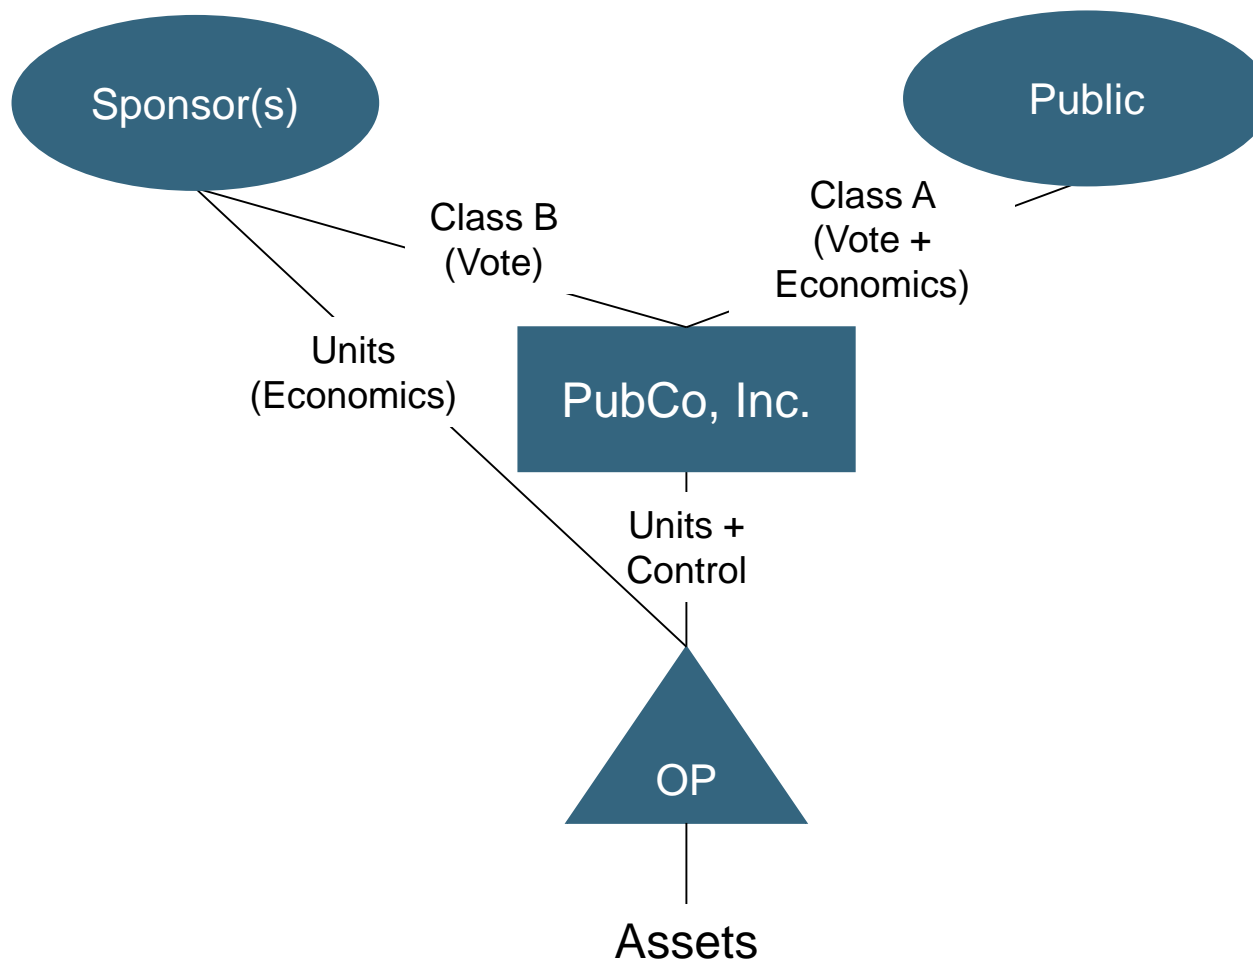 Sponsor(s)
Public
Class B
(Vote)
Class A
(Vote +
Economics)
Units
(Economics)
PubCo, Inc.
Units +
Control
OP
Assets